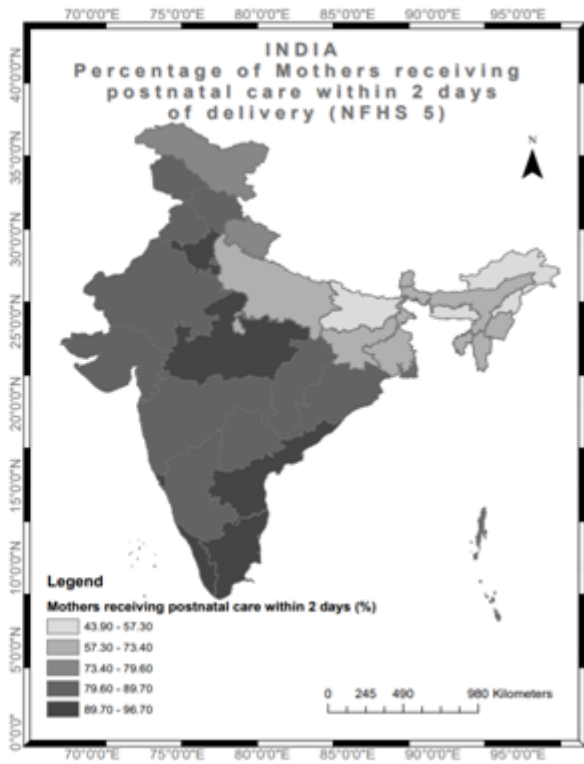 70°0'0"E 75°0'0"E 80°0'0"E 85°0'0"E 90°0'0"E 95°0'0"E
INDIA
Percentage of Mothers receiving
postnatal care within 2 days
of delivery (NFHS 5)
N
40°0'0"N
35°0'0"N
30°0'0"N
25°0'0"N
20°0'0"N
15°0'0"N
10°0'0"N
5°0'0"N
0°0'0"
Legend
Mothers receiving postnatal care within 2 days (%)
43.90 - 57.30
57.30 - 73.40
73.40 - 79.60
79.60 - 89.70
89.70 - 96.70
0 245 490 980 Kilometers
70°0'0"E 75°0'0"E 80°0'0"E 85°0'0"E 90°0'0"E 95°0'0"E